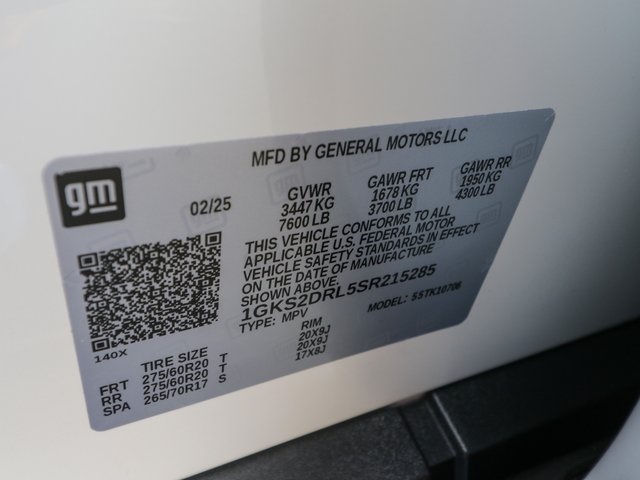 MFD BY GENERAL MOTORS LLC
gm
02/25
GVWR
3447 KG
7600 LB
GAWR FRT
1678 KG
3700 LB
GAWR RR
1950 KG
4300 LB
THIS VEHICLE CONFORMS TO ALL
APPLICABLE U.S. FEDERAL MOTOR
VEHICLE SAFETY STANDARDS IN EFFECT
ON THE DATE OF MANUFACTURE
SHOWN ABOVE.
1GKS2DRL5SR215285
TYPE: MPV
MODEL: 5STK10706
140X
TIRE SIZE
RIM
FRT 275/60R20 T 20X9J
RR 275/60R20 T 20X9J
SPA 265/70R17 S 17X8J